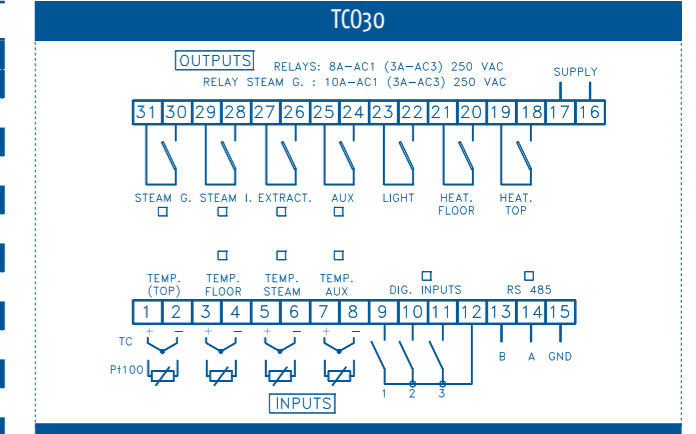 TCO30
OUTPUTS
RELAYS: 8A-AC1 (3A-AC3) 250 VAC
RELAY STEAM G. : 10A-AC1 (3A-AC3) 250 VAC
SUPPLY
31 30 29 28 27 26 25 24 23 22 21 20 19 18 17 16
STEAM G. STEAM I. EXTRACT. AUX LIGHT HEAT. HEAT.
FLOOR TOP
TEMP. TEMP. TEMP. TEMP.
(TOP) FLOOR STEAM AUX DIG. INPUTS RS 485
1 2 3 4 5 6 7 8 9 10 11 12 13 14 15
+ − + − + − + −
TC
B A GND
Pt100
1 2 3
INPUTS